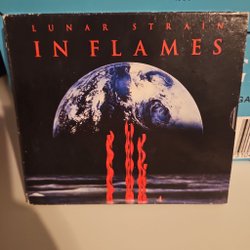 LUNAR STRAIN
IN FLAMES